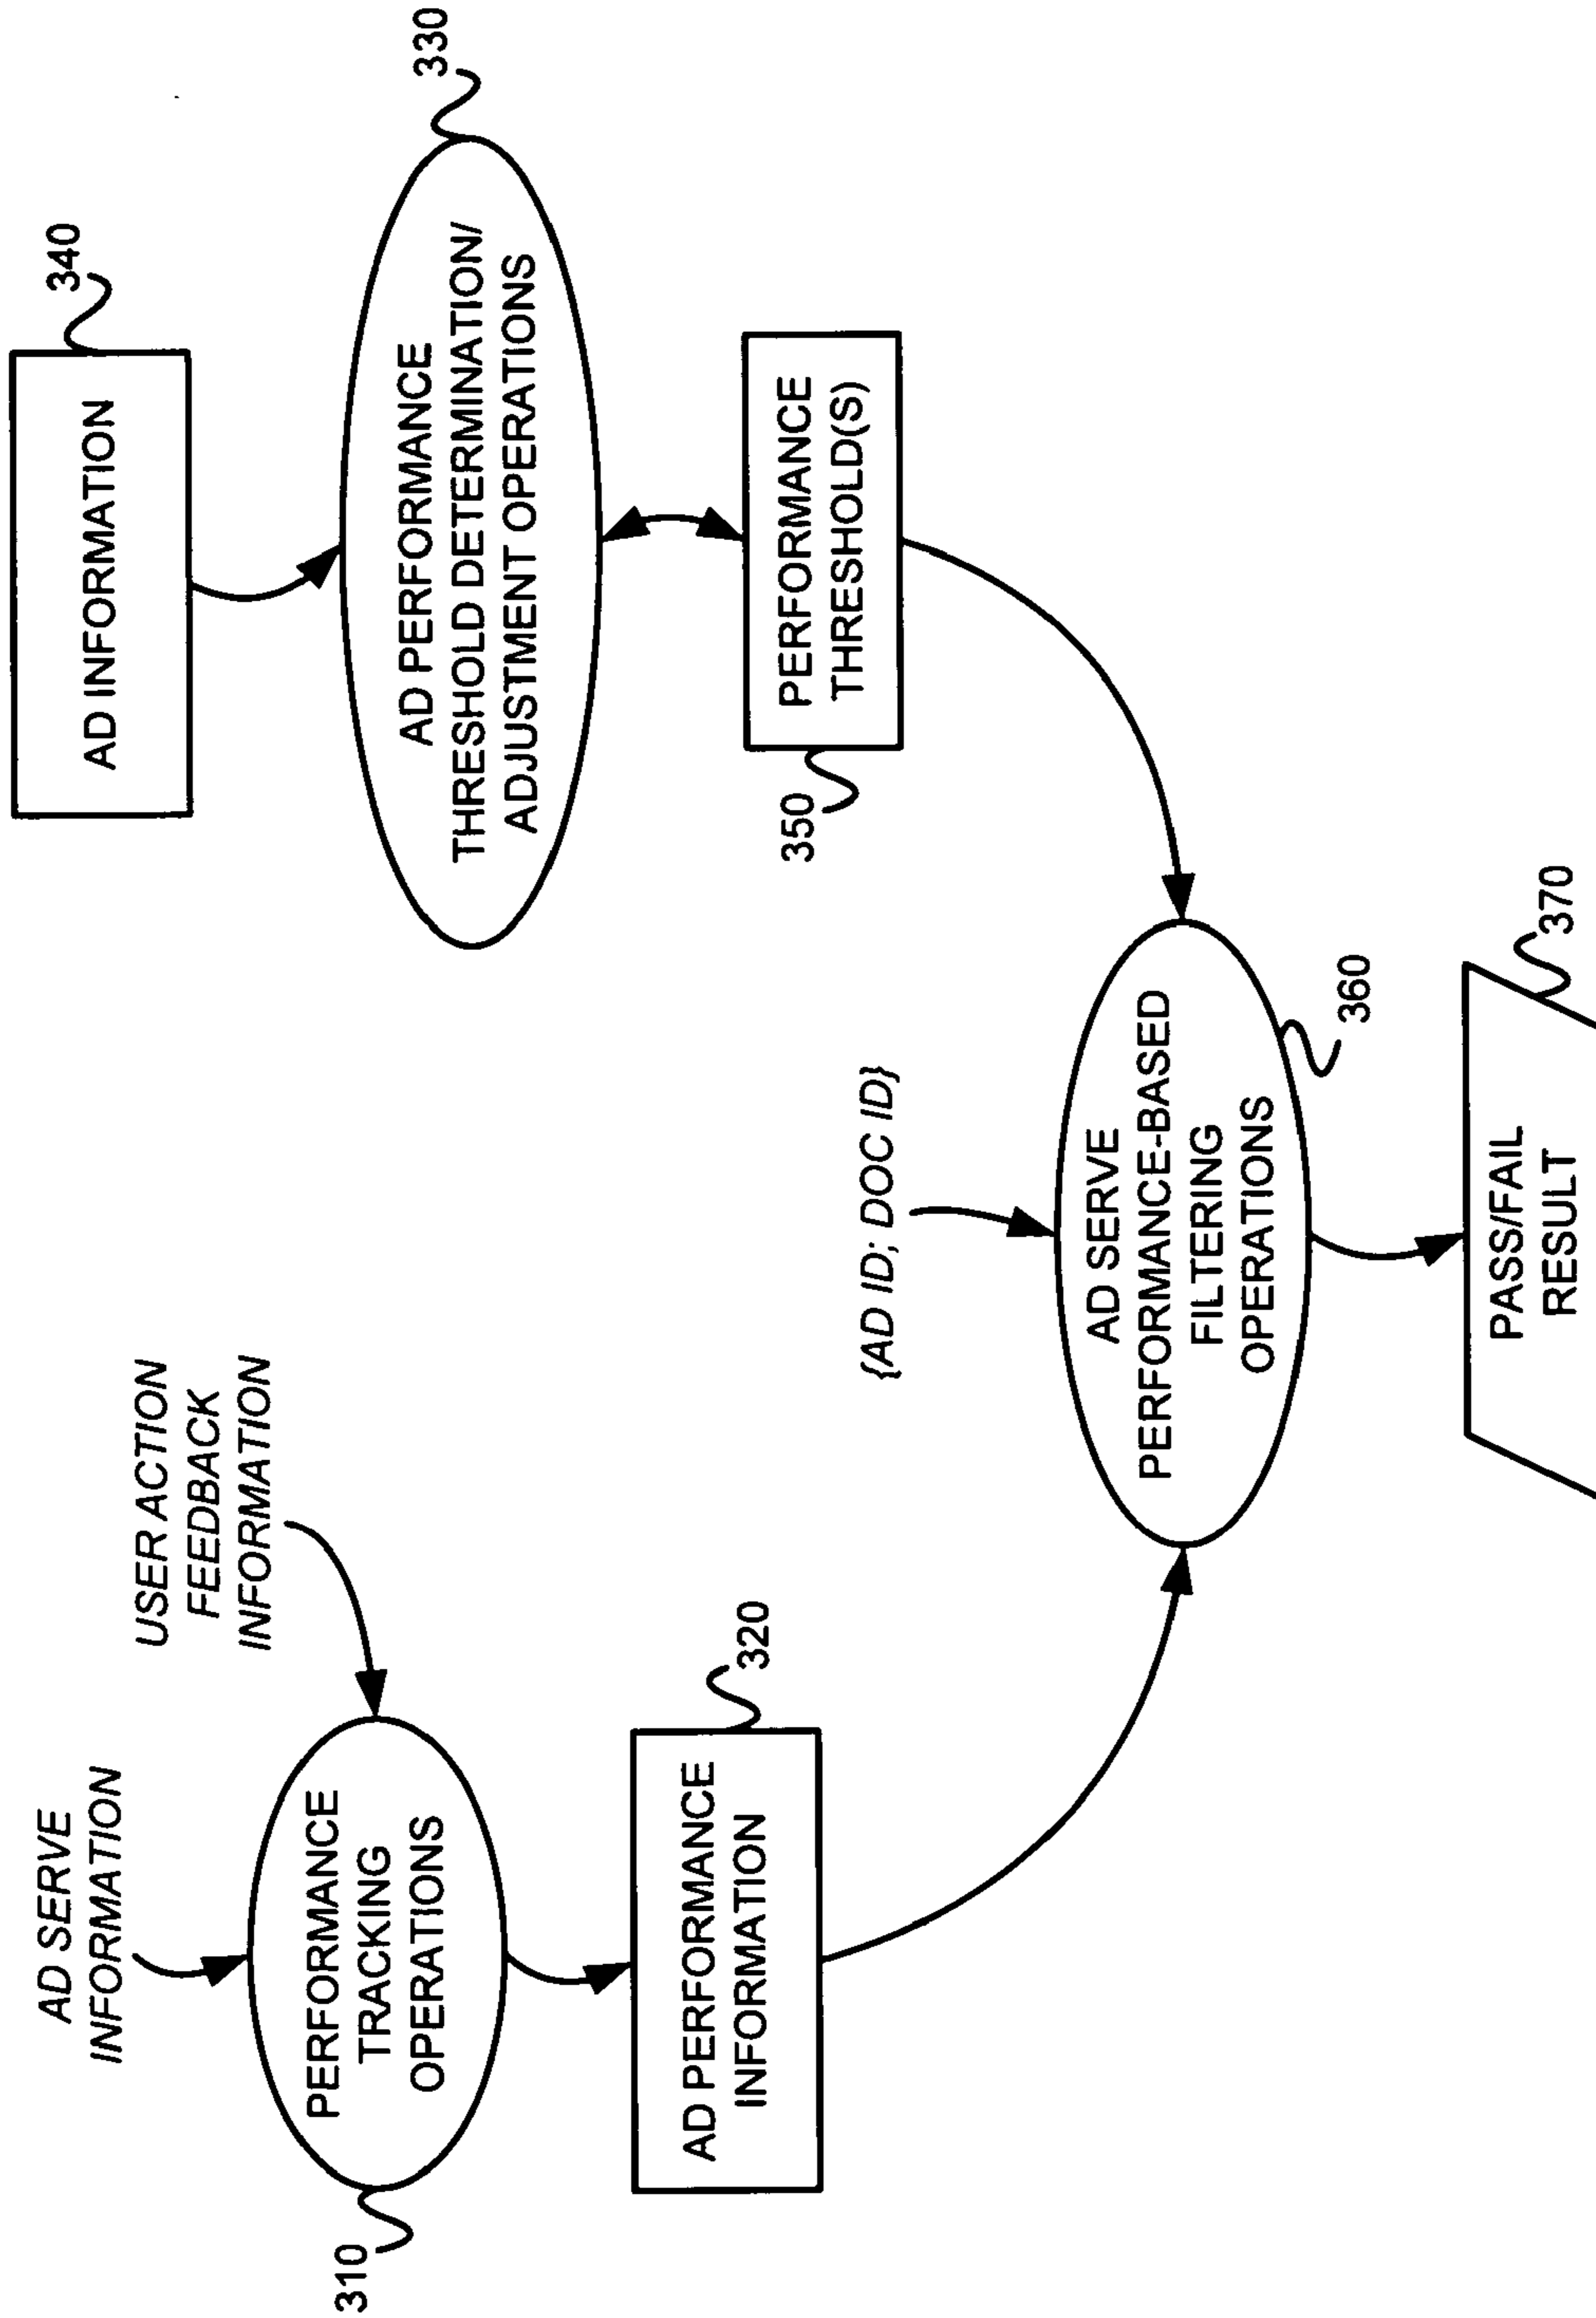 AD SERVE
INFORMATION
USER ACTION
FEEDBACK
INFORMATION
310
PERFORMANCE
TRACKING
OPERATIONS
AD PERFORMANCE
INFORMATION
320
340
AD INFORMATION
330
AD PERFORMANCE
THRESHOLD DETERMINATION/
ADJUSTMENT OPERATIONS
350
PERFORMANCE
THRESHOLD(S)
{AD ID; DOC ID}
AD SERVE
PERFORMANCE-BASED
FILTERING
OPERATIONS
360
PASS/FAIL
RESULT
370